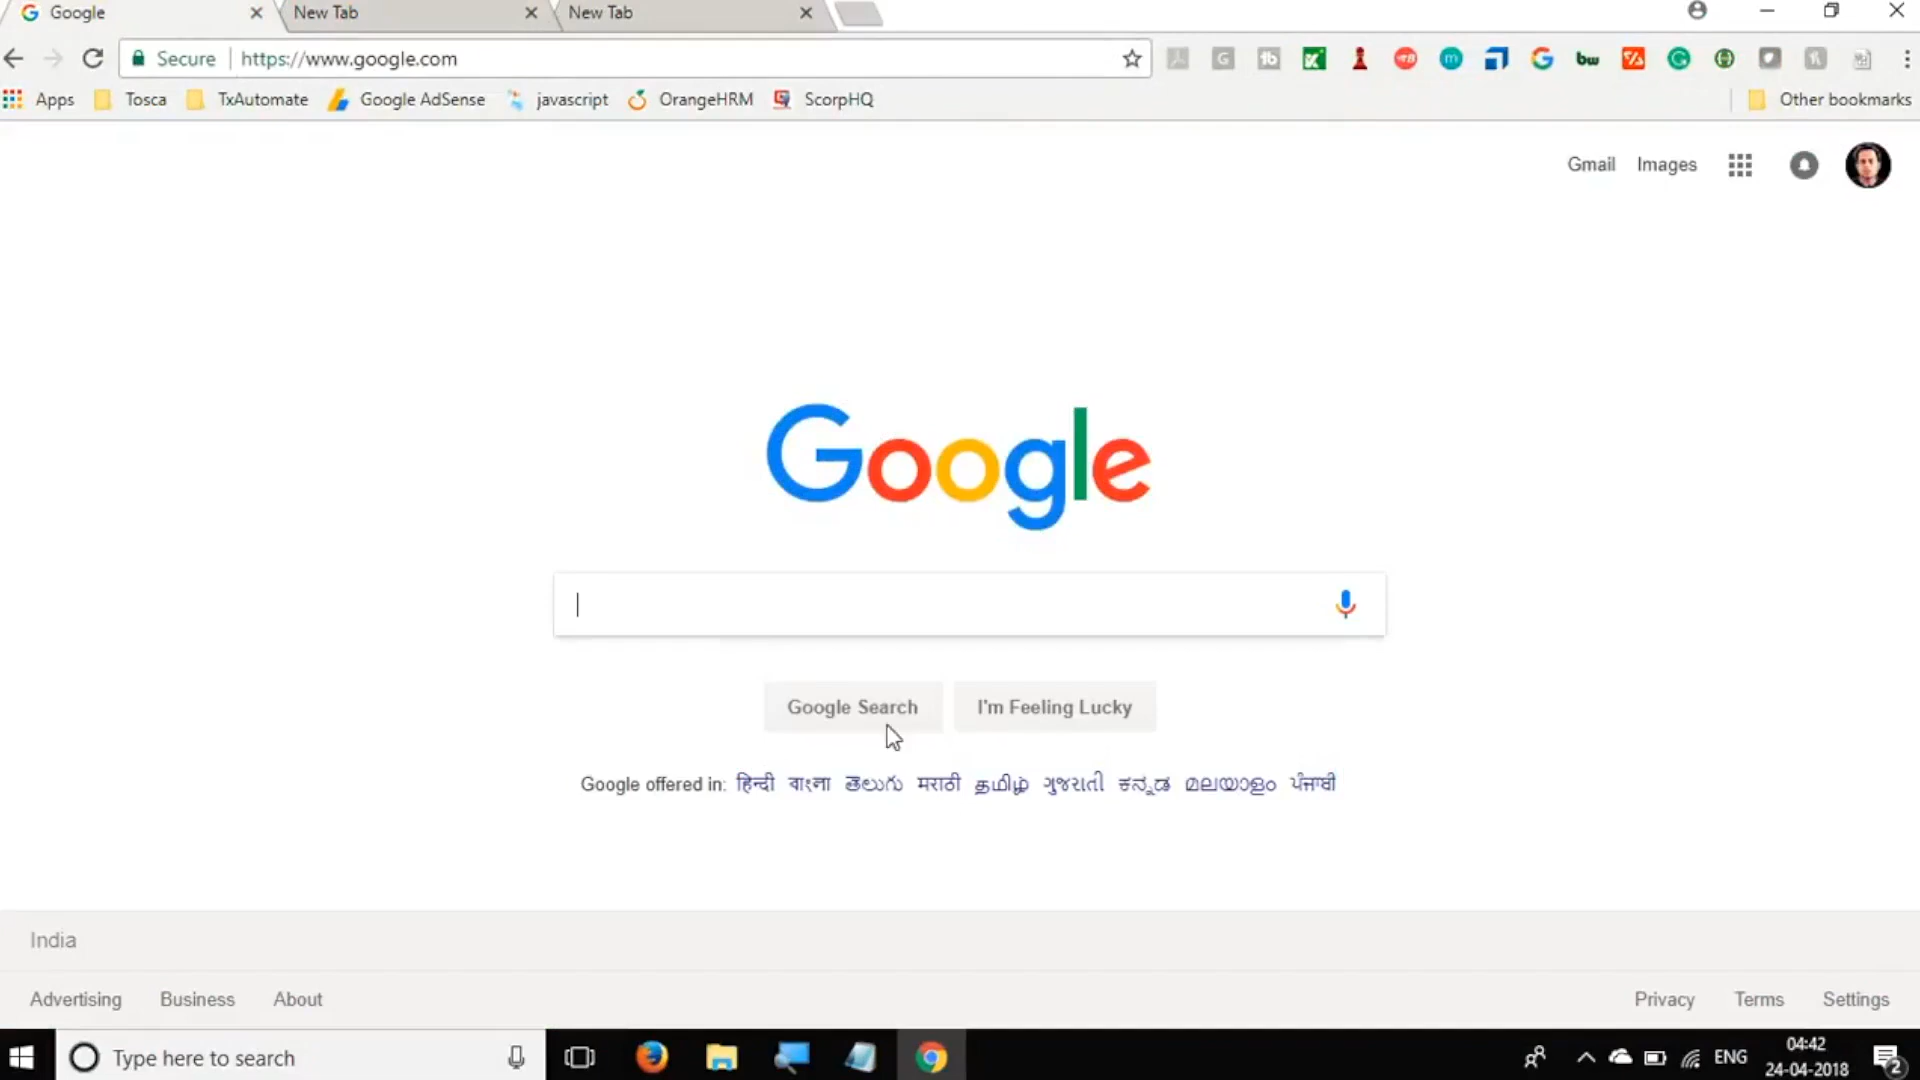 Google New Tab New Tab
Secure https://www.google.com
Apps Tosca TxAutomate Google AdSense javascript OrangeHRM ScorpHQ Other bookmarks
Gmail Images
Google
Google Search I'm Feeling Lucky
Google offered in: हिन्दी বাংলা తెలుగు मराठी தமிழ் ગુજરાતી ಕನ್ನಡ മലയാളം ਪੰਜਾਬੀ
India
Advertising Business About Privacy Terms Settings
Type here to search ENG 04:42
24-04-2018 2